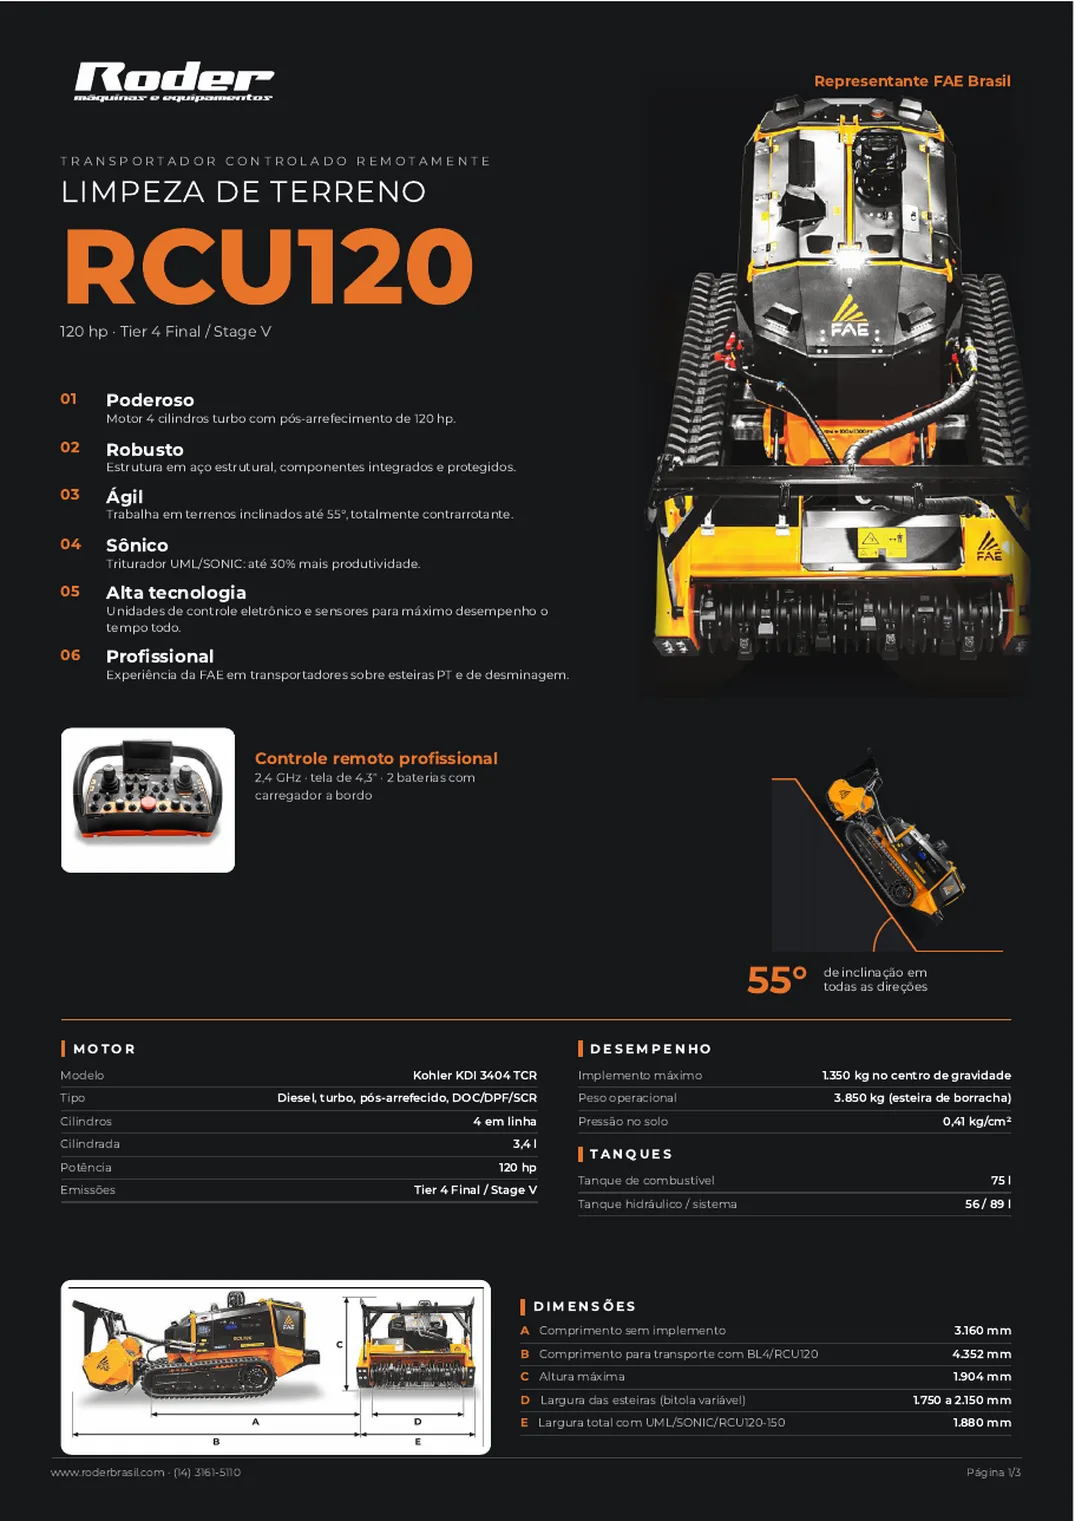 Roder
máquinas e equipamentos
Representante FAE Brasil
TRANSPORTADOR CONTROLADO REMOTAMENTE
LIMPEZA DE TERRENO
RCU120
120 hp · Tier 4 Final / Stage V
01 Poderoso
Motor 4 cilindros turbo com pós-arrefecimento de 120 hp.
02 Robusto
Estrutura em aço estrutural, componentes integrados e protegidos.
03 Ágil
Trabalha em terrenos inclinados até 55°, totalmente contrarrotante.
04 Sônico
Triturador UML/SONIC: até 30% mais produtividade.
05 Alta tecnologia
Unidades de controle eletrônico e sensores para máximo desempenho o
tempo todo.
06 Profissional
Experiência da FAE em transportadores sobre esteiras PT e de desminagem.
FAE
FAE
Controle remoto profissional
2,4 GHz · tela de 4,3" · 2 baterias com
carregador a bordo
55°
de inclinação em
todas as direções
MOTOR
Modelo Kohler KDI 3404 TCR
Tipo Diesel, turbo, pós-arrefecido, DOC/DPF/SCR
Cilindros 4 em linha
Cilindrada 3,4 l
Potência 120 hp
Emissões Tier 4 Final / Stage V
DESEMPENHO
Implemento máximo 1.350 kg no centro de gravidade
Peso operacional 3.850 kg (esteira de borracha)
Pressão no solo 0,41 kg/cm²
TANQUES
Tanque de combustível 75 l
Tanque hidráulico / sistema 56 / 89 l
FAE
C
A
D
B
E
DIMENSÕES
A Comprimento sem implemento 3.160 mm
B Comprimento para transporte com BL4/RCU120 4.352 mm
C Altura máxima 1.904 mm
D Largura das esteiras (bitola variável) 1.750 a 2.150 mm
E Largura total com UML/SONIC/RCU120-150 1.880 mm
www.roderbrasil.com · (14) 3161-5110
Página 1/3